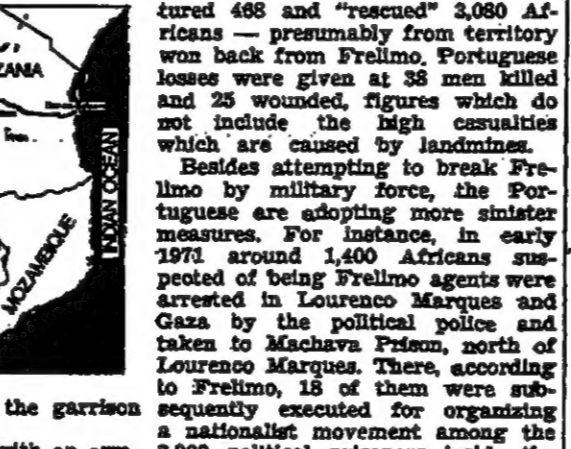 ZANIA
INDIAN OCEAN
MOZAMBIQUE
the garrison
tured 468 and "rescued" 3,080 Af-
ricans — presumably from territory
won back from Frelimo. Portuguese
losses were given at 38 men killed
and 25 wounded, figures which do
not include the high casualties
which are caused by landmines.
Besides attempting to break Fre-
limo by military force, the Por-
tuguese are adopting more sinister
measures. For instance, in early
1971 around 1,400 Africans sus-
pected of being Frelimo agents were
arrested in Lourenco Marques and
Gaza by the political police and
taken to Machava Prison, north of
Lourenco Marques. There, according
to Frelimo, 18 of them were sub-
sequently executed for organizing
a nationalist movement among the